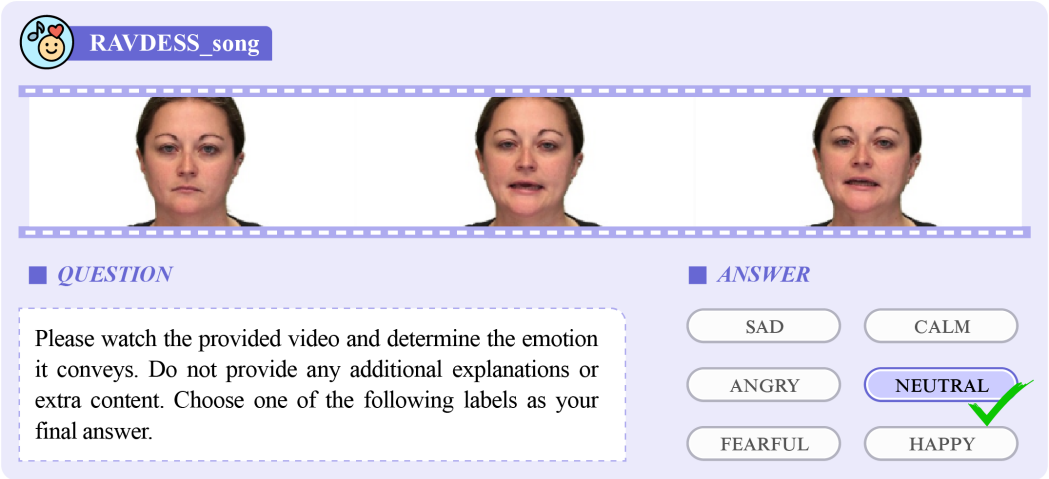 RAVDESS_song
QUESTION
Please watch the provided video and determine the emotion
it conveys. Do not provide any additional explanations or
extra content. Choose one of the following labels as your
final answer.
ANSWER
SAD
CALM
ANGRY
NEUTRAL
FEARFUL
HAPPY